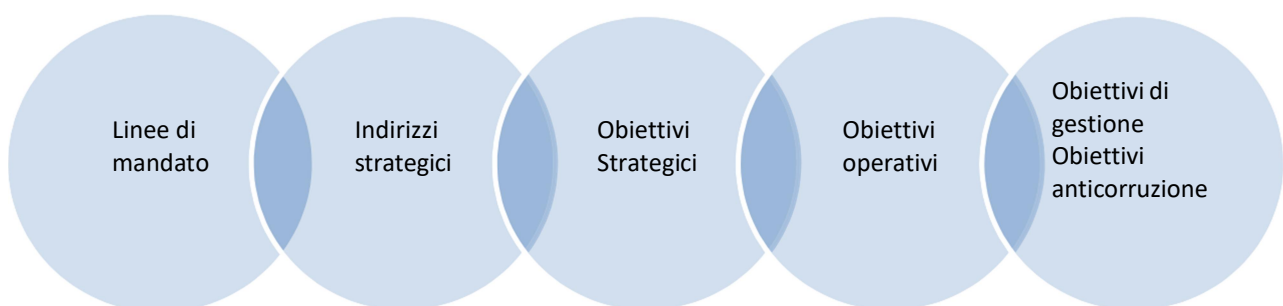 Linee di
mandato
Indirizzi
strategici
Obiettivi
Strategici
Obiettivi
operativi
Obiettivi di
gestione
Obiettivi
anticorruzione